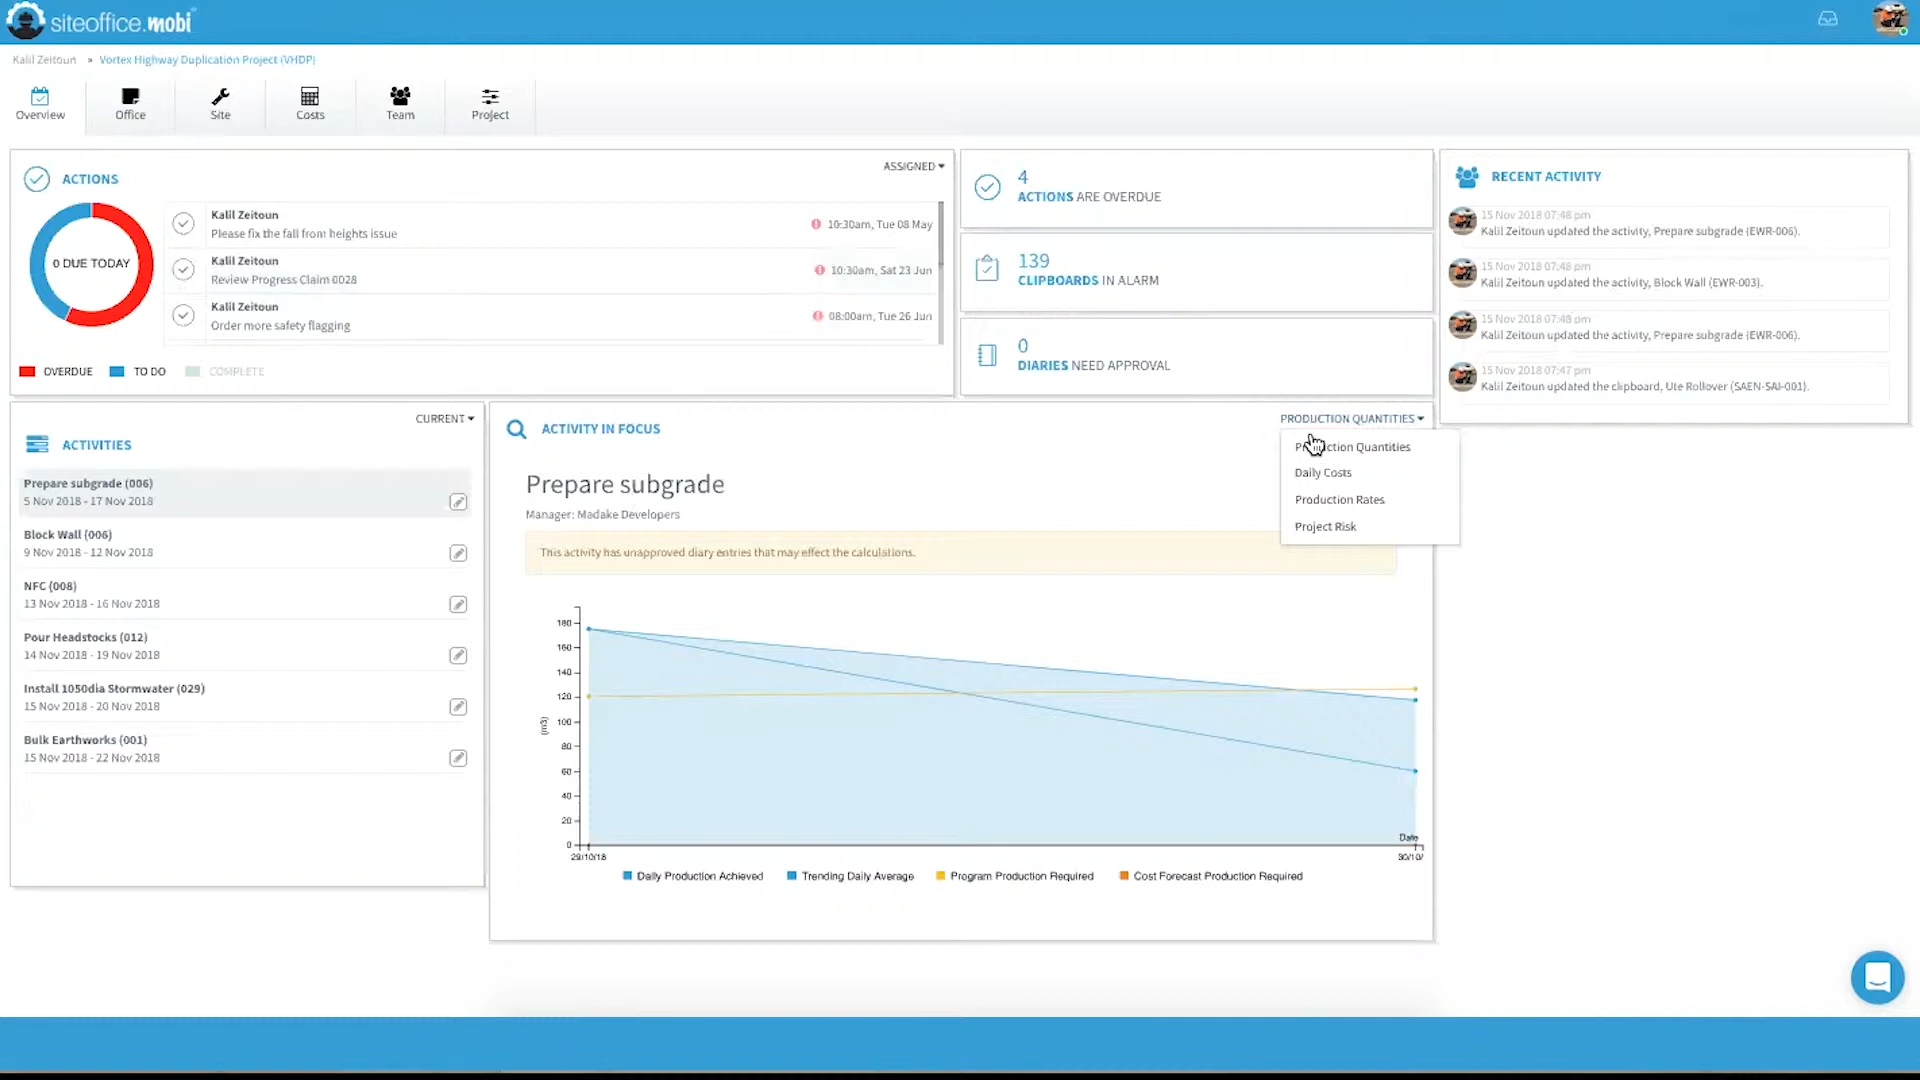 siteoffice.mobi
Kalil Zeitoun » Vortex Highway Duplication Project (VHDP)
Overview
Office
Site
Costs
Team
Project
ACTIONS
ASSIGNED
0 DUE TODAY
Kalil Zeitoun
Please fix the fall from heights issue
10:30am, Tue 08 May
Kalil Zeitoun
Review Progress Claim 0028
10:30am, Sat 23 Jun
Kalil Zeitoun
Order more safety flagging
08:00am, Tue 26 Jun
OVERDUE TO DO COMPLETE
4
ACTIONS ARE OVERDUE
139
CLIPBOARDS IN ALARM
0
DIARIES NEED APPROVAL
RECENT ACTIVITY
15 Nov 2018 07:48 pm
Kalil Zeitoun updated the activity, Prepare subgrade (EWR-006).
15 Nov 2018 07:48 pm
Kalil Zeitoun updated the activity, Block Wall (EWR-003).
15 Nov 2018 07:48 pm
Kalil Zeitoun updated the activity, Prepare subgrade (EWR-006).
15 Nov 2018 07:47 pm
Kalil Zeitoun updated the clipboard, Ute Rollover (SAEN-SAI-001).
CURRENT
ACTIVITIES
Prepare subgrade (006)
5 Nov 2018 - 17 Nov 2018
Block Wall (006)
9 Nov 2018 - 12 Nov 2018
NFC (008)
13 Nov 2018 - 16 Nov 2018
Pour Headstocks (012)
14 Nov 2018 - 19 Nov 2018
Install 1050dia Stormwater (029)
15 Nov 2018 - 20 Nov 2018
Bulk Earthworks (001)
15 Nov 2018 - 22 Nov 2018
ACTIVITY IN FOCUS
PRODUCTION QUANTITIES
Production Quantities
Daily Costs
Production Rates
Project Risk
Prepare subgrade
Manager: Madake Developers
This activity has unapproved diary entries that may effect the calculations.
180
160
140
120
100
80
60
40
20
0
(m3)
Date
29/10/18
30/10/
Daily Production Achieved Trending Daily Average Program Production Required Cost Forecast Production Required